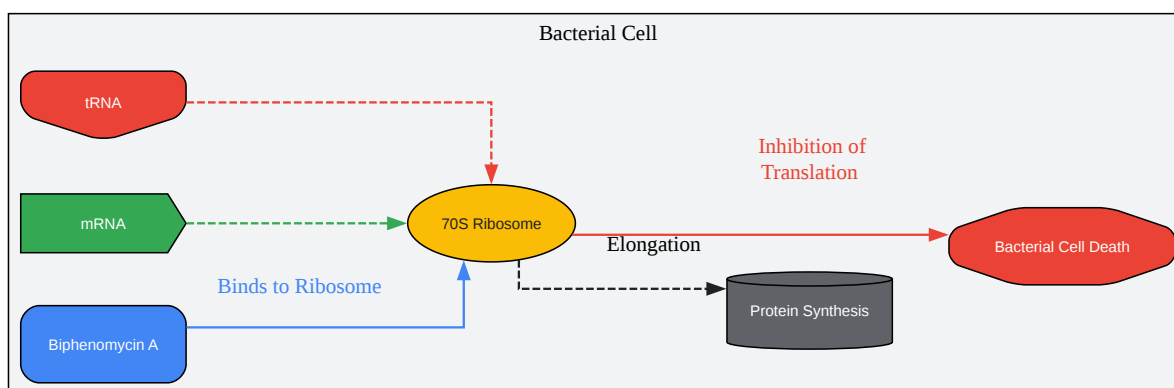 Bacterial Cell
tRNA
Inhibition of
Translation
mRNA
70S Ribosome
Elongation
Bacterial Cell Death
Binds to Ribosome
Protein Synthesis
Biphenomycin A